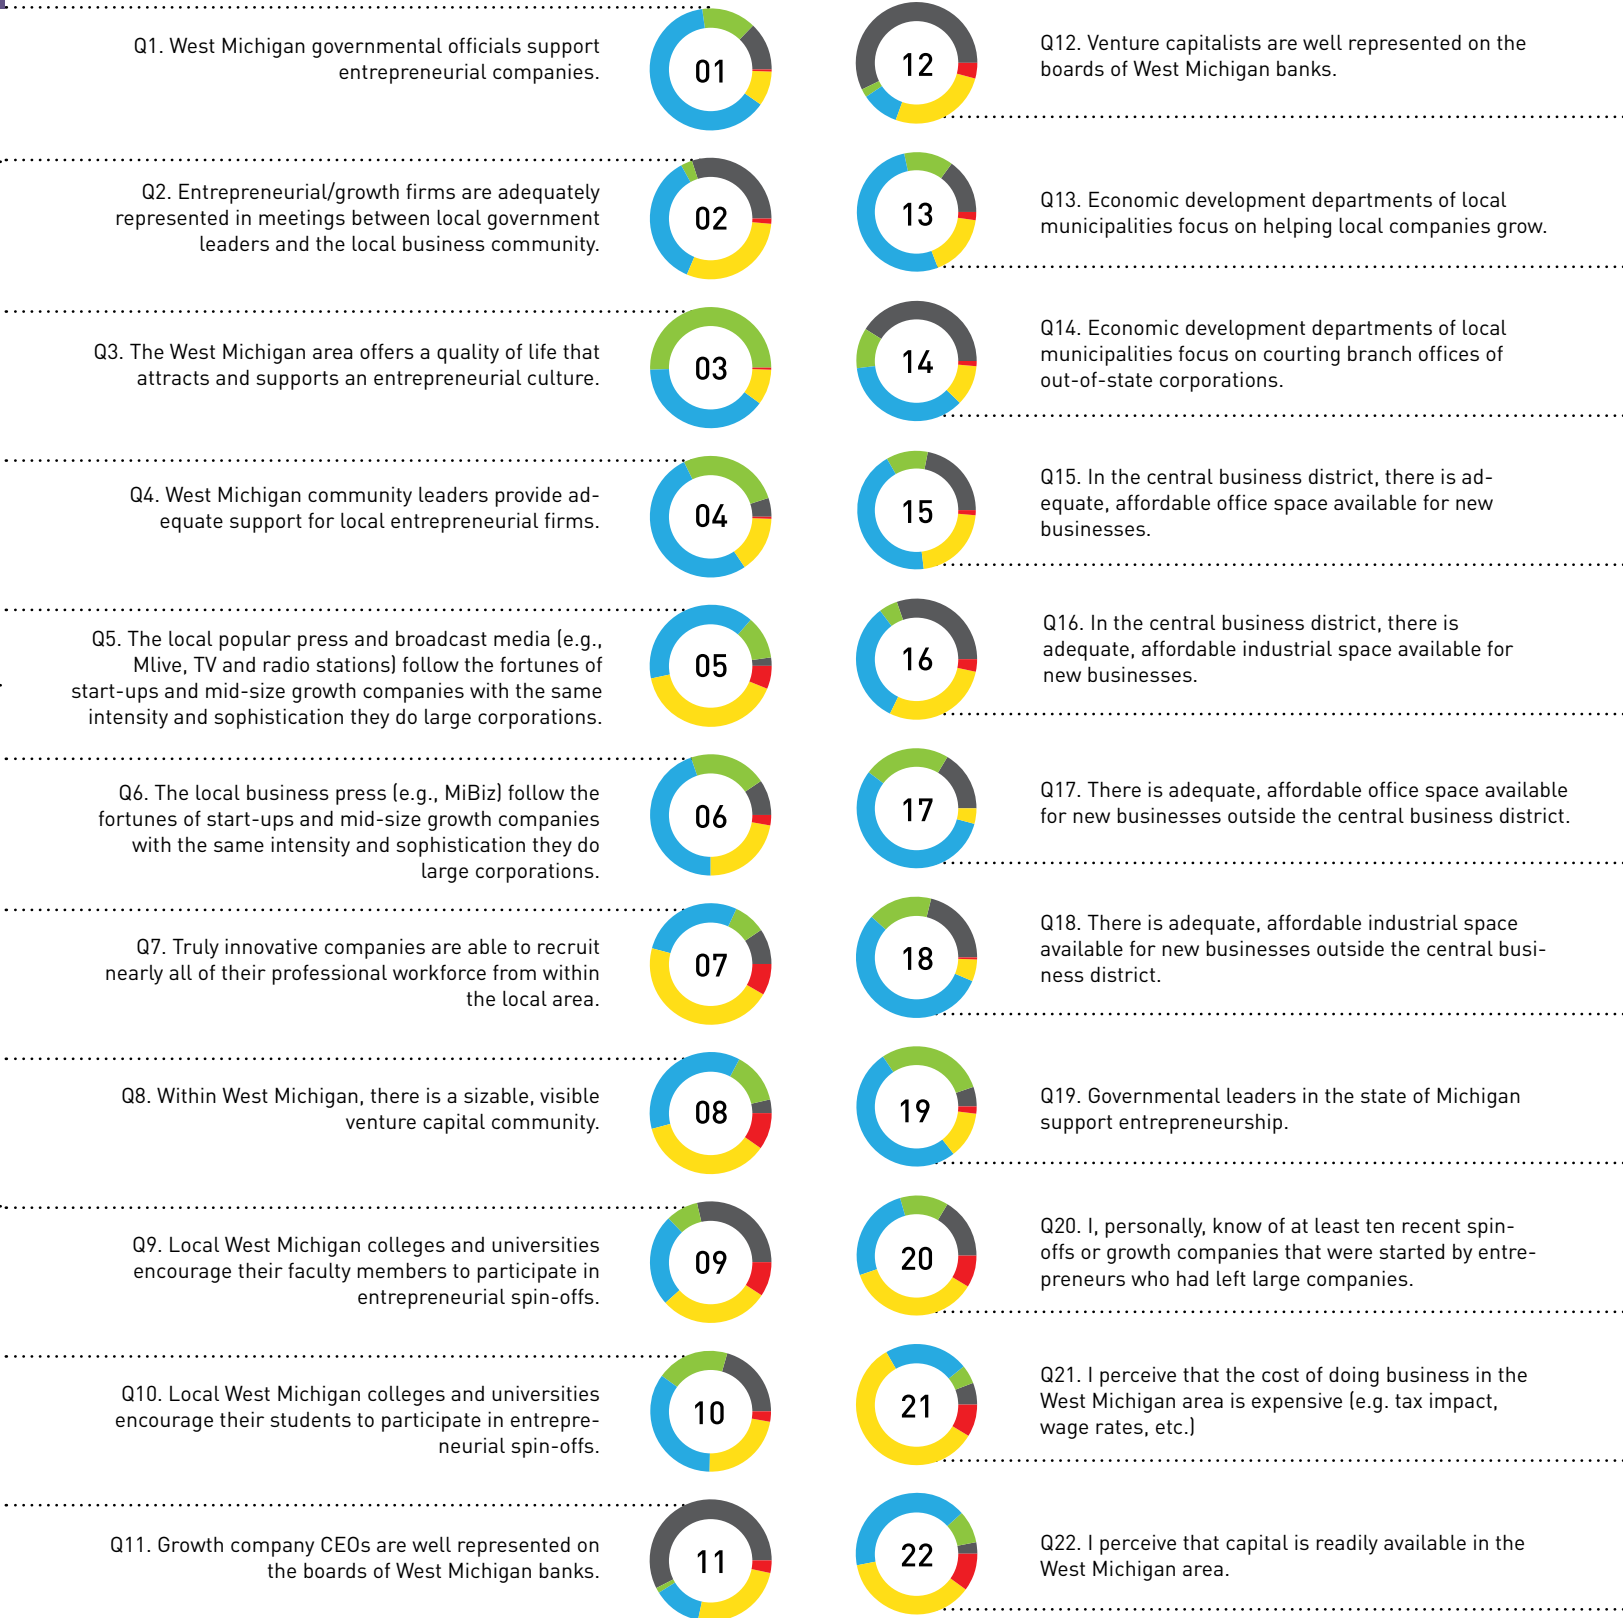 Q1. West Michigan governmental officials support
entrepreneurial companies.
01
Q2. Entrepreneurial/growth firms are adequately
represented in meetings between local government
leaders and the local business community.
02
Q3. The West Michigan area offers a quality of life that
attracts and supports an entrepreneurial culture.
03
Q4. West Michigan community leaders provide ad-
equate support for local entrepreneurial firms.
04
Q5. The local popular press and broadcast media (e.g.,
Mlive, TV and radio stations) follow the fortunes of
start-ups and mid-size growth companies with the same
intensity and sophistication they do large corporations.
05
Q6. The local business press (e.g., MiBiz) follow the
fortunes of start-ups and mid-size growth companies
with the same intensity and sophistication they do
large corporations.
06
Q7. Truly innovative companies are able to recruit
nearly all of their professional workforce from within
the local area.
07
Q8. Within West Michigan, there is a sizable, visible
venture capital community.
08
Q9. Local West Michigan colleges and universities
encourage their faculty members to participate in
entrepreneurial spin-offs.
09
Q10. Local West Michigan colleges and universities
encourage their students to participate in entrepre-
neurial spin-offs.
10
Q11. Growth company CEOs are well represented on
the boards of West Michigan banks.
11
12
Q12. Venture capitalists are well represented on the
boards of West Michigan banks.
13
Q13. Economic development departments of local
municipalities focus on helping local companies grow.
14
Q14. Economic development departments of local
municipalities focus on courting branch offices of
out-of-state corporations.
15
Q15. In the central business district, there is ad-
equate, affordable office space available for new
businesses.
16
Q16. In the central business district, there is
adequate, affordable industrial space available for
new businesses.
17
Q17. There is adequate, affordable office space available
for new businesses outside the central business district.
18
Q18. There is adequate, affordable industrial space
available for new businesses outside the central busi-
ness district.
19
Q19. Governmental leaders in the state of Michigan
support entrepreneurship.
20
Q20. I, personally, know of at least ten recent spin-
offs or growth companies that were started by entre-
preneurs who had left large companies.
21
Q21. I perceive that the cost of doing business in the
West Michigan area is expensive (e.g. tax impact,
wage rates, etc.)
22
Q22. I perceive that capital is readily available in the
West Michigan area.